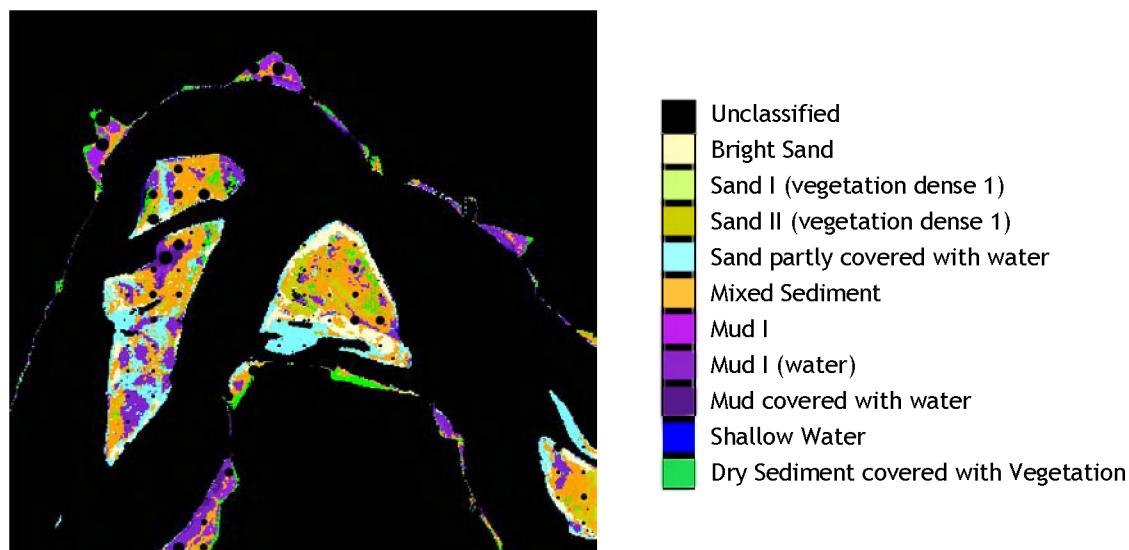 Unclassified
Bright Sand
Sand I (vegetation dense 1)
Sand II (vegetation dense 1)
Sand partly covered with water
Mixed Sediment
Mud I
Mud I (water)
Mud covered with water
Shallow Water
Dry Sediment covered with Vegetation